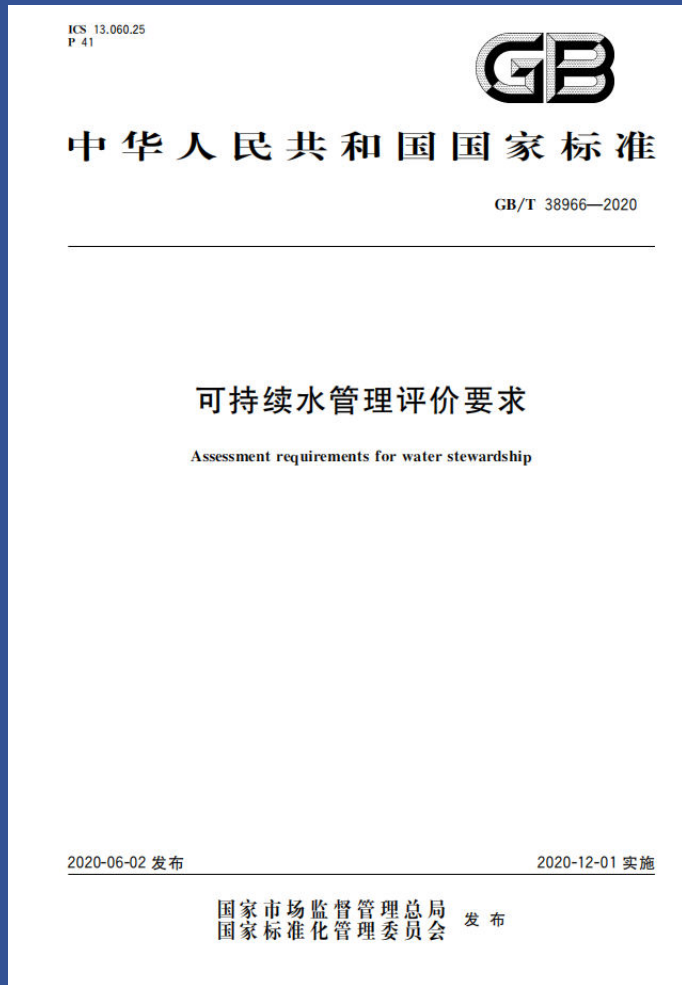 ICS 13.060.25
P 41
GB
中华人民共和国国家标准
GB/T 38966—2020
可持续水管理评价要求
Assessment requirements for water stewardship
2020-06-02 发布
2020-12-01 实施
国家市场监督管理总局
国家标准化管理委员会
发布